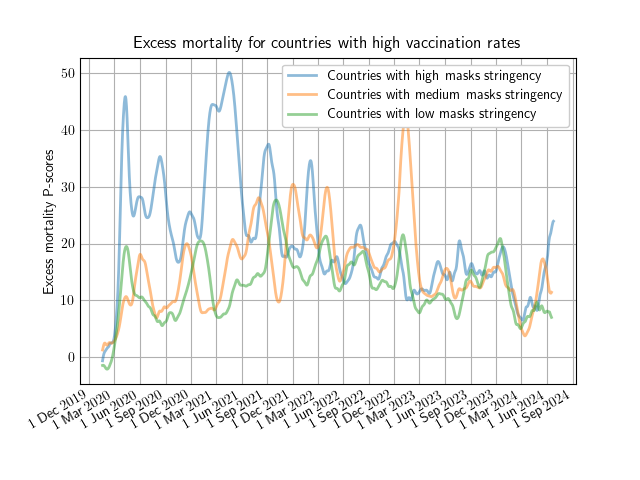 Excess mortality for countries with high vaccination rates
Countries with high masks stringency
Countries with medium masks stringency
Countries with low masks stringency
Excess mortality P-scores
50
40
30
20
10
0
1 Dec 2019
1 Mar 2020
1 Jun 2020
1 Sep 2020
1 Dec 2020
1 Mar 2021
1 Jun 2021
1 Sep 2021
1 Dec 2021
1 Mar 2022
1 Jun 2022
1 Sep 2022
1 Dec 2022
1 Mar 2023
1 Jun 2023
1 Sep 2023
1 Dec 2023
1 Mar 2024
1 Jun 2024
1 Sep 2024